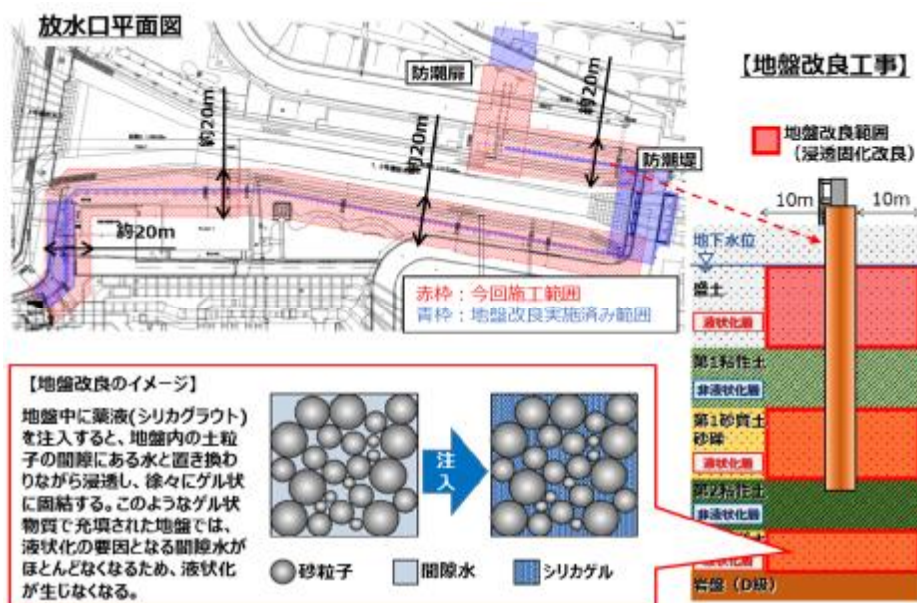 放水口平面図
防潮扉
約20m
約20m
約20m
防潮堤
約20m
赤枠：今回施工範囲
青枠：地盤改良実施済み範囲
【地盤改良工事】
地盤改良範囲
（浸透固化改良）
10m
10m
地下水位
盛土
液状化層
第1粘性土
非液状化層
第1砂質土
砂礫
液状化層
第2粘性土
非液状化層
液状化層
岩盤（D級）
【地盤改良のイメージ】
地盤中に薬液(シリカグラウト)
を注入すると、地盤内の土粒
子の間隙にある水と置き換わ
りながら浸透し、徐々にゲル状
に固結する。このようなゲル状
物質で充填された地盤では、
液状化の要因となる間隙水が
ほとんどなくなるため、液状化
が生じなくなる。
注
入
砂粒子
間隙水
シリカゲル